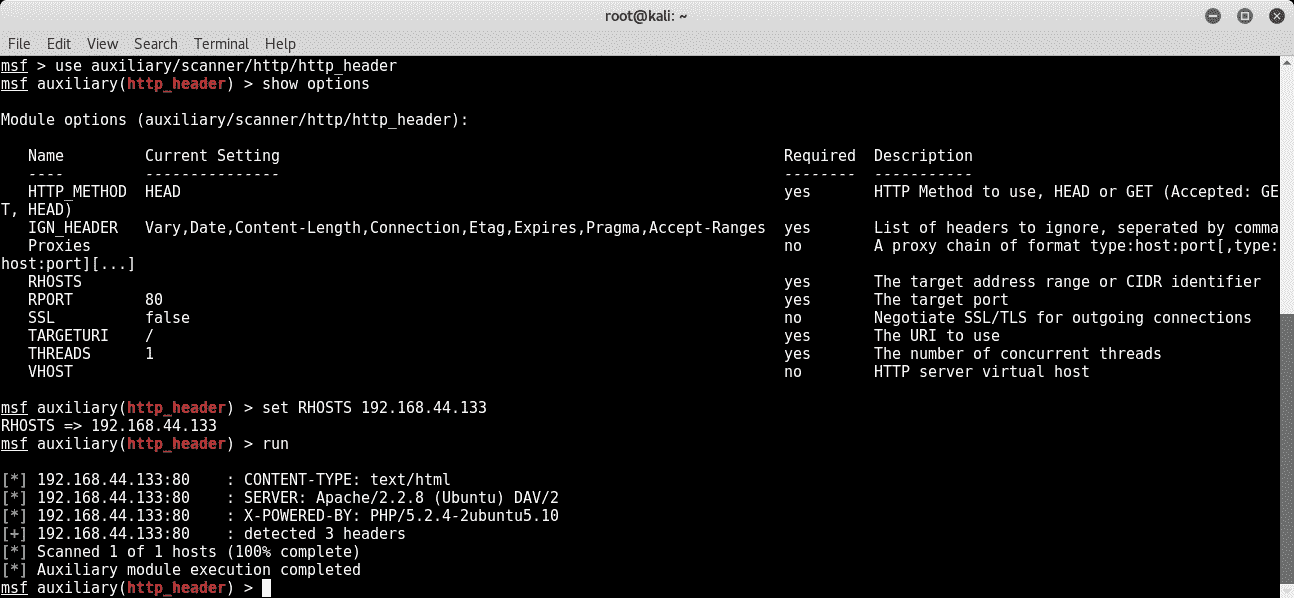 root@kali: ~
File Edit View Search Terminal Help
msf > use auxiliary/scanner/http/http_header
msf auxiliary(http_header) > show options
Module options (auxiliary/scanner/http/http_header):
Name Current Setting Required Description
---- --------------- -------- -----------
HTTP_METHOD HEAD yes HTTP Method to use, HEAD or GET (Accepted: GE
T, HEAD)
IGN_HEADER Vary,Date,Content-Length,Connection,Etag,Expires,Pragma,Accept-Ranges yes List of headers to ignore, seperated by comma
Proxies no A proxy chain of format type:host:port[,type:
host:port][...]
RHOSTS yes The target address range or CIDR identifier
RPORT 80 yes The target port
SSL false no Negotiate SSL/TLS for outgoing connections
TARGETURI / yes The URI to use
THREADS 1 yes The number of concurrent threads
VHOST no HTTP server virtual host
msf auxiliary(http_header) > set RHOSTS 192.168.44.133
RHOSTS => 192.168.44.133
msf auxiliary(http_header) > run
[*] 192.168.44.133:80 : CONTENT-TYPE: text/html
[*] 192.168.44.133:80 : SERVER: Apache/2.2.8 (Ubuntu) DAV/2
[*] 192.168.44.133:80 : X-POWERED-BY: PHP/5.2.4-2ubuntu5.10
[+] 192.168.44.133:80 : detected 3 headers
[*] Scanned 1 of 1 hosts (100% complete)
[*] Auxiliary module execution completed
msf auxiliary(http_header) >